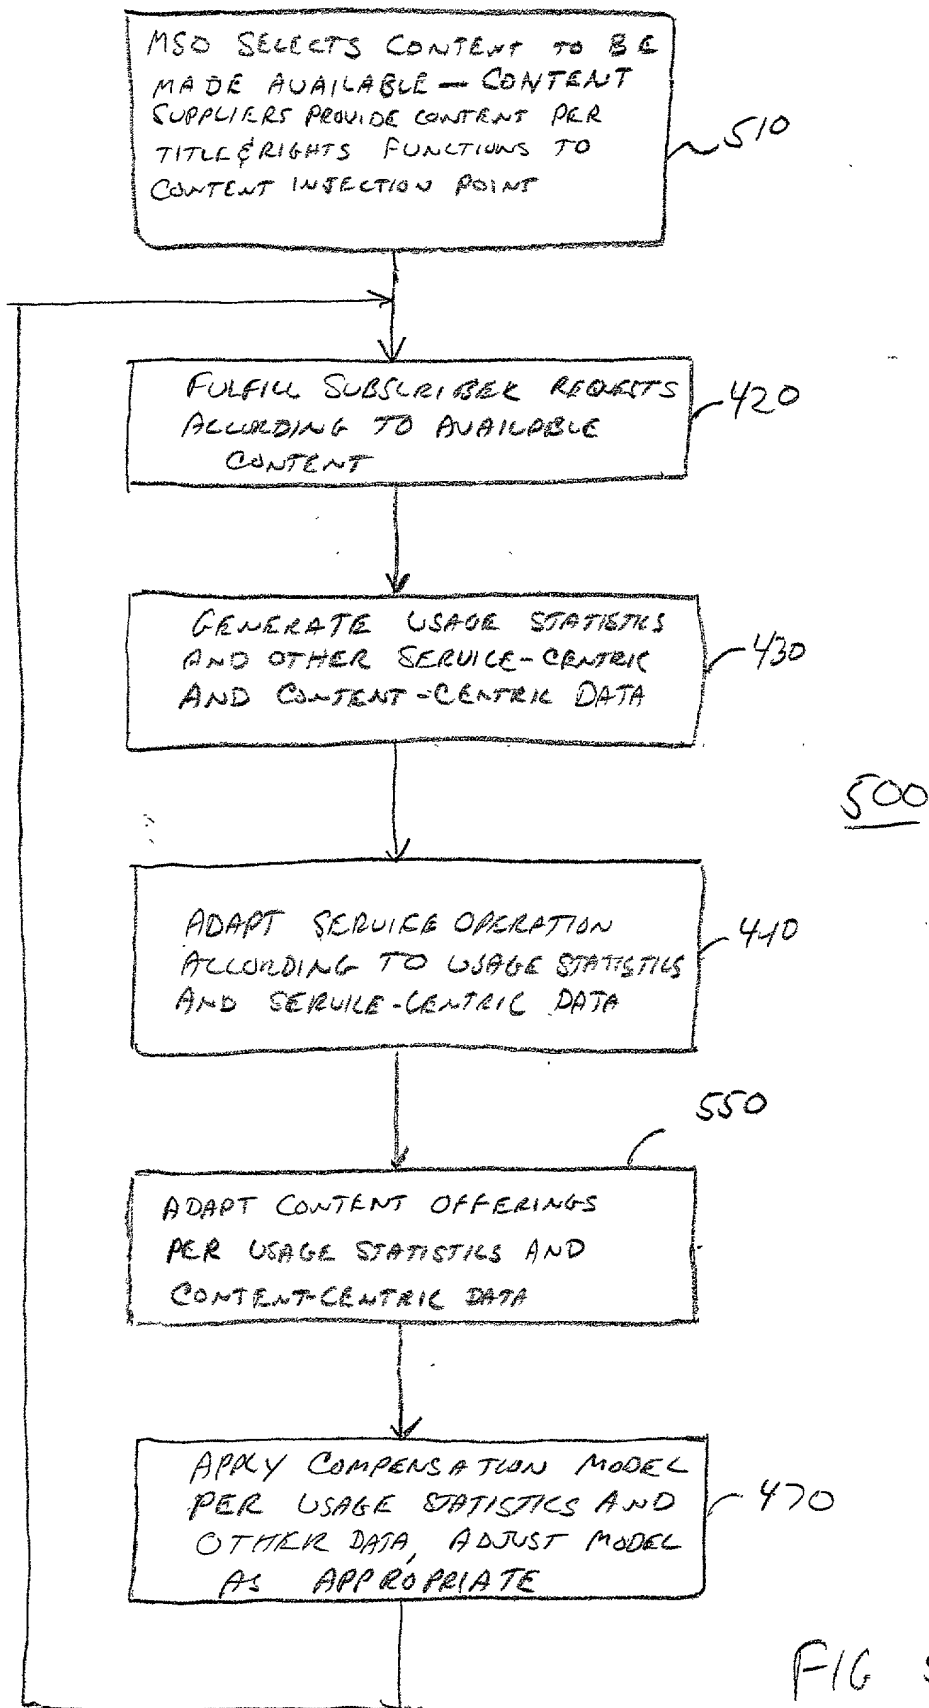 MSO SELECTS CONTENT TO BE
MADE AVAILABLE — CONTENT
SUPPLIERS PROVIDE CONTENT PER
TITLE & RIGHTS FUNCTIONS TO
CONTENT INJECTION POINT
510
FULFILL SUBSCRIBER REQUESTS
ACCORDING TO AVAILABLE
CONTENT
420
GENERATE USAGE STATISTICS
AND OTHER SERVICE-CENTRIC
AND CONTENT-CENTRIC DATA
430
500
ADAPT SERVICE OPERATION
ACCORDING TO USAGE STATISTICS
AND SERVICE-CENTRIC DATA
440
550
ADAPT CONTENT OFFERINGS
PER USAGE STATISTICS AND
CONTENT-CENTRIC DATA
APPLY COMPENSATION MODEL
PER USAGE STATISTICS AND
OTHER DATA, ADJUST MODEL
AS APPROPRIATE
470
FIG